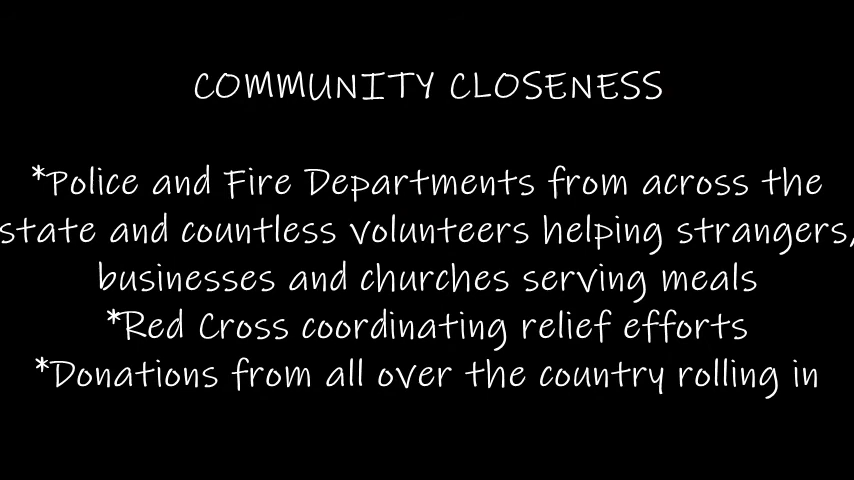 COMMUNITY CLOSENESS
*Police and Fire Departments from across the
state and countless volunteers helping strangers,
businesses and churches serving meals
*Red Cross coordinating relief efforts
*Donations from all over the country rolling in